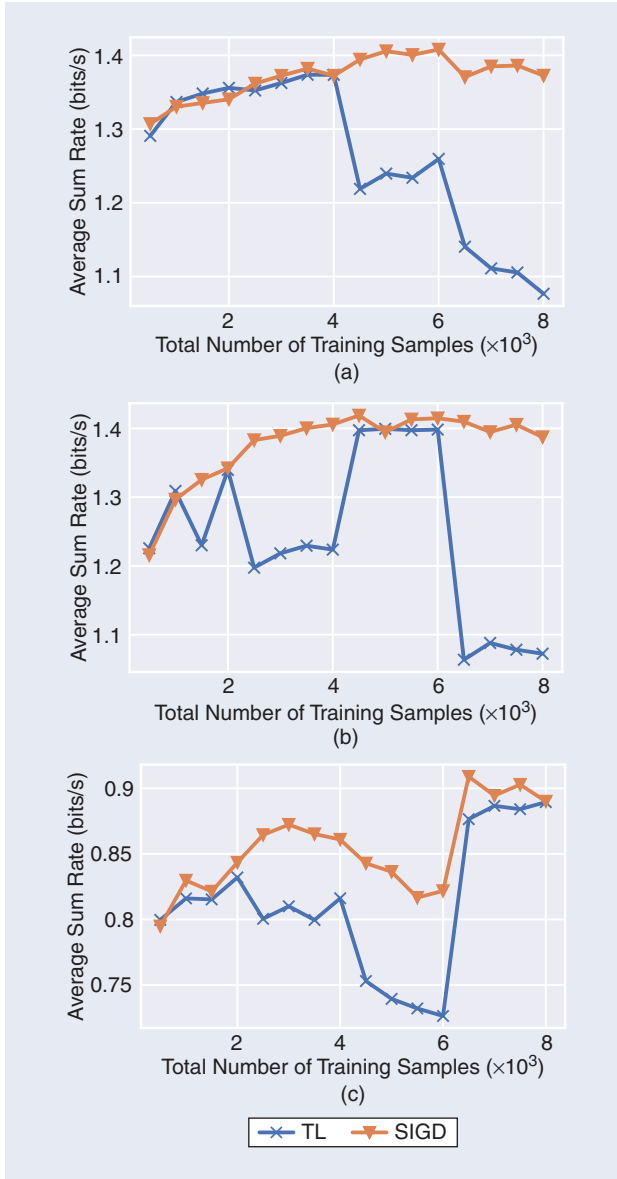 Average Sum Rate (bits/s)
1.4
1.3
1.2
1.1
2 4 6 8
Total Number of Training Samples (×10³)
(a)
Average Sum Rate (bits/s)
1.4
1.3
1.2
1.1
2 4 6 8
Total Number of Training Samples (×10³)
(b)
Average Sum Rate (bits/s)
0.9
0.85
0.8
0.75
2 4 6 8
Total Number of Training Samples (×10³)
(c)
TL SIGD